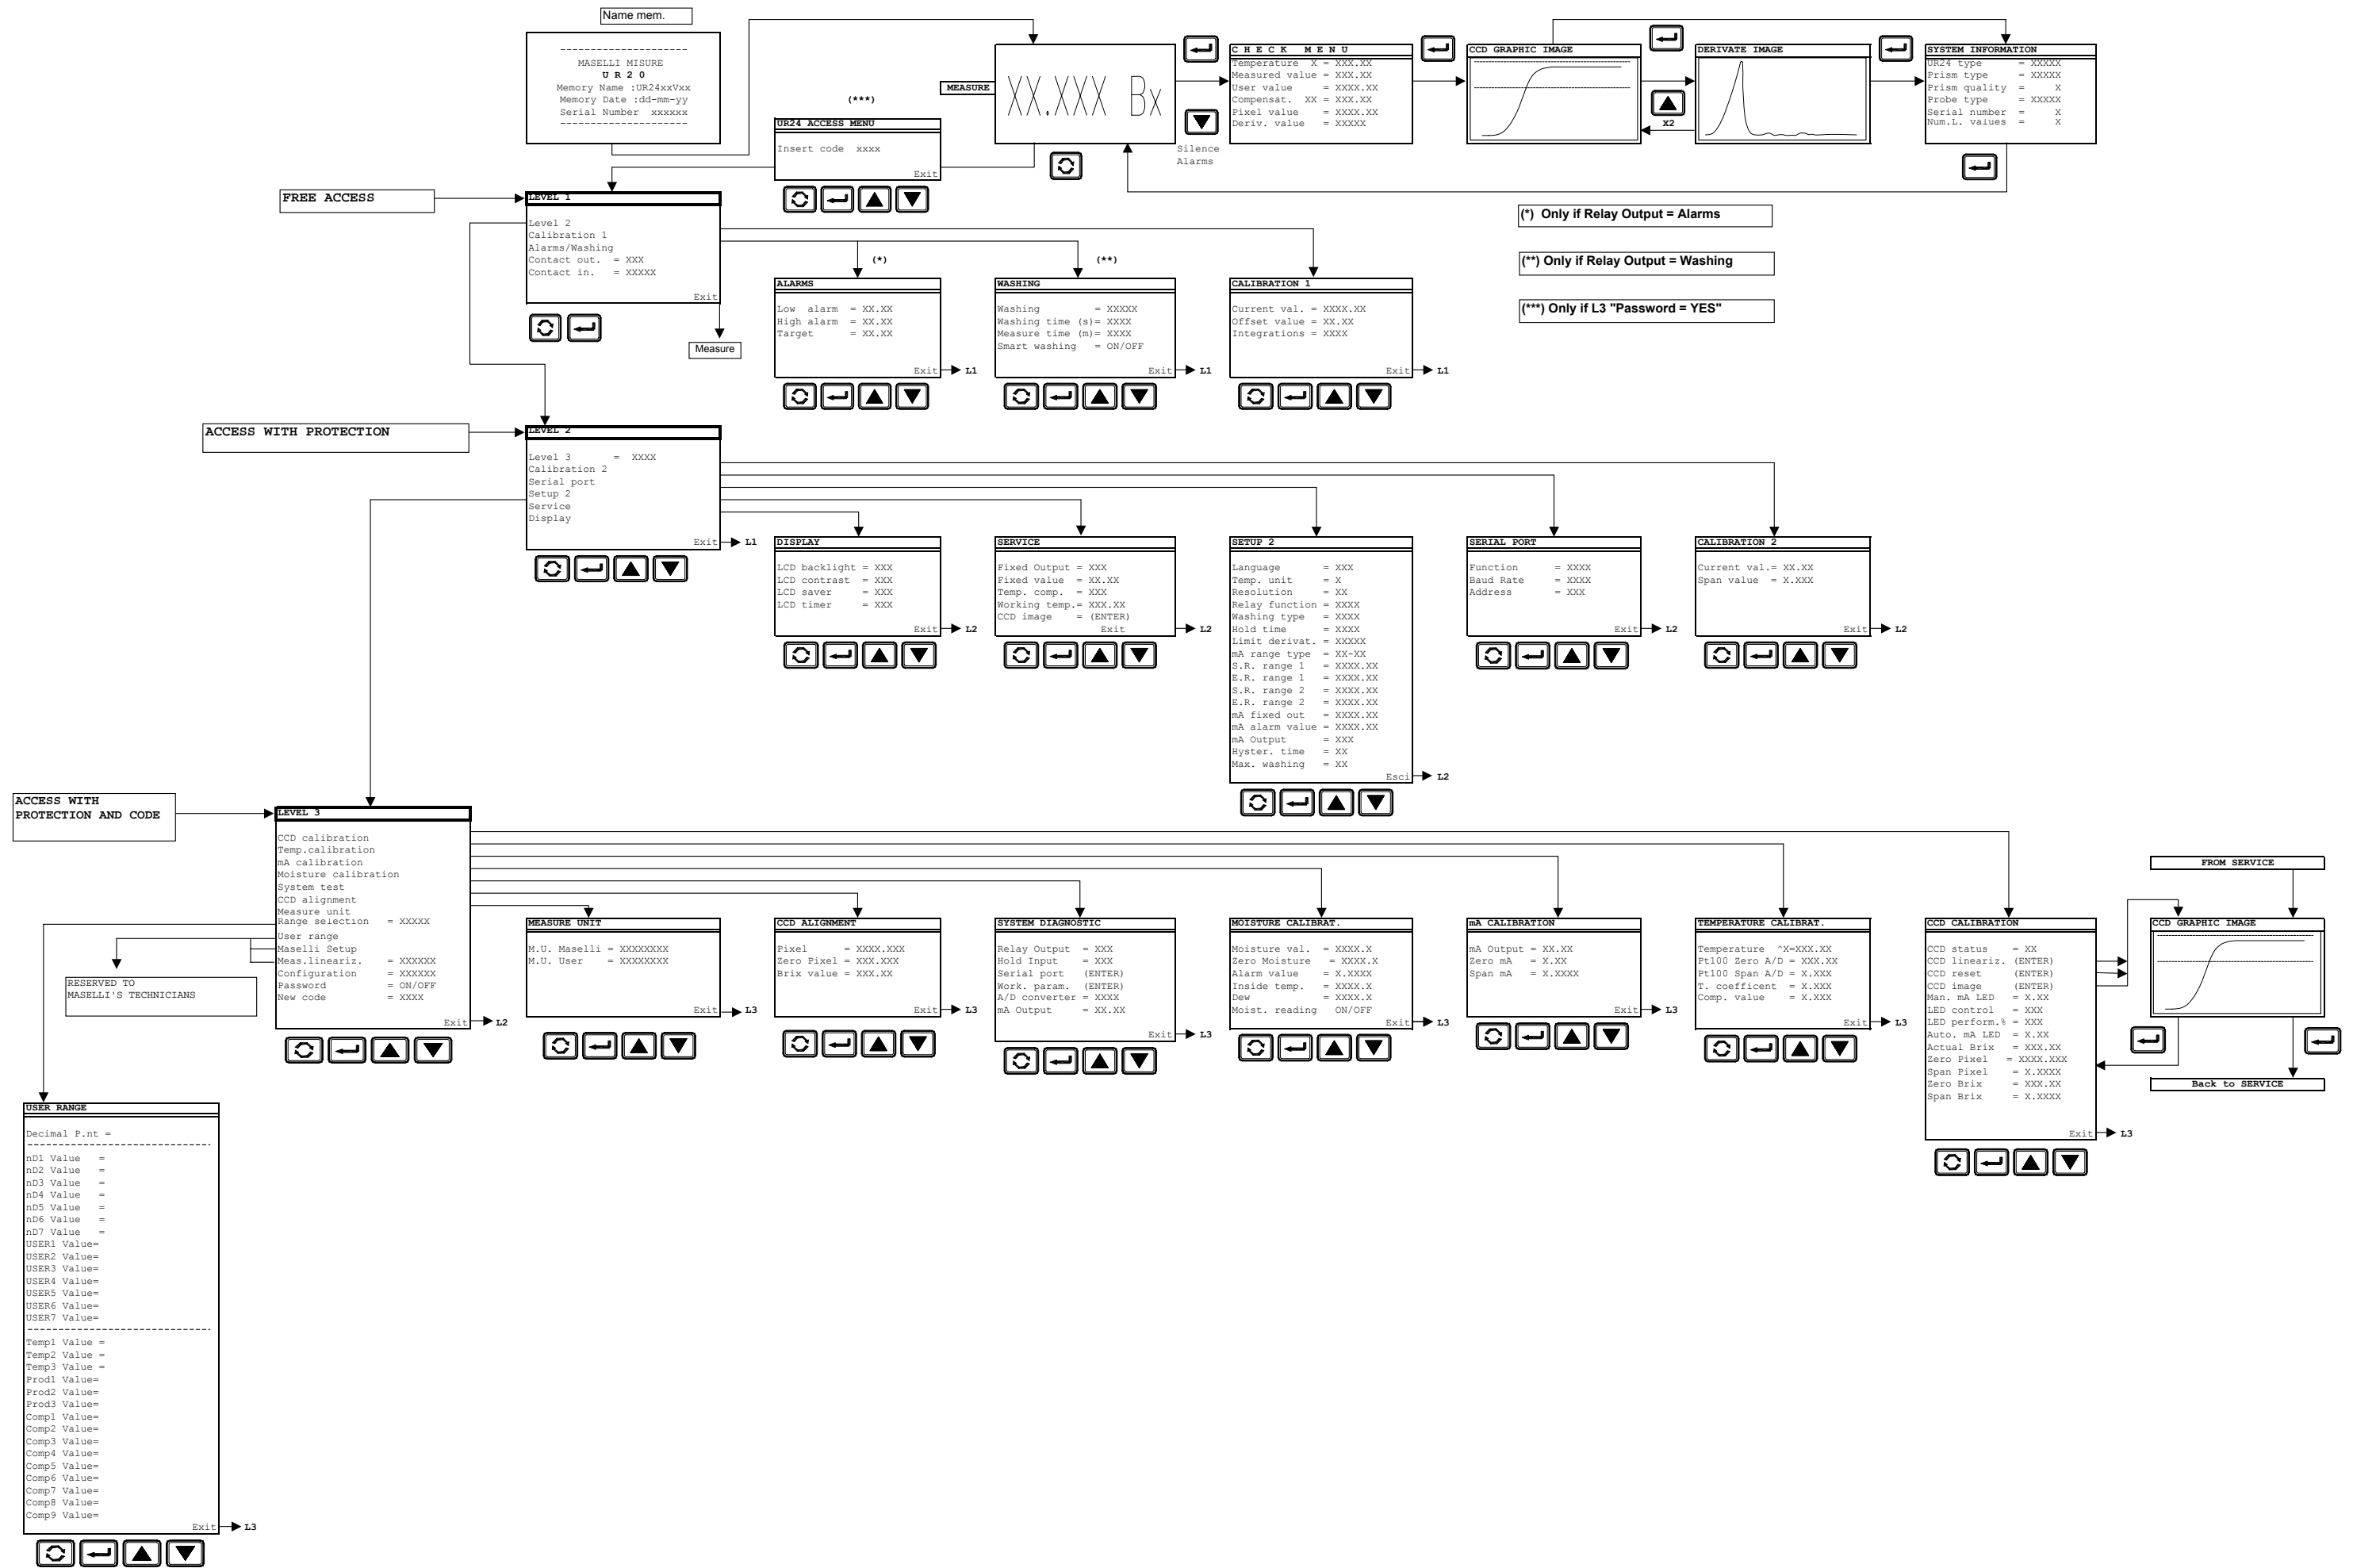 Name mem.
---------------------
MASELLI MISURE
U R 2 0
Memory Name :UR24xxVxx
Memory Date :dd-mm-yy
Serial Number xxxxxx
---------------------
(***)
UR24 ACCESS MENU
Insert code xxxx
Exit
MEASURE
XX.XXX Bx
Silence
Alarms
C H E C K M E N U
Temperature X = XXX.XX
Measured value = XXX.XX
User value = XXXX.XX
Compensat. XX = XXX.XX
Pixel value = XXXX.XX
Deriv. value = XXXXX
CCD GRAPHIC IMAGE
X2
DERIVATE IMAGE
SYSTEM INFORMATION
UR24 type = XXXXX
Prism type = XXXXX
Prism quality = X
Probe type = XXXXX
Serial number = X
Num.L. values = X
FREE ACCESS
LEVEL 1
Level 2
Calibration 1
Alarms/Washing
Contact out. = XXX
Contact in. = XXXXX
Exit
Measure
(*)
ALARMS
Low alarm = XX.XX
High alarm = XX.XX
Target = XX.XX
Exit
L1
(**)
WASHING
Washing = XXXXX
Washing time (s)= XXXX
Measure time (m)= XXXX
Smart washing = ON/OFF
Exit
L1
CALIBRATION 1
Current val. = XXXX.XX
Offset value = XX.XX
Integrations = XXXX
Exit
L1
(*) Only if Relay Output = Alarms
(**) Only if Relay Output = Washing
(***) Only if L3 "Password = YES"
ACCESS WITH PROTECTION
LEVEL 2
Level 3 = XXXX
Calibration 2
Serial port
Setup 2
Service
Display
Exit
L1
DISPLAY
LCD backlight = XXX
LCD contrast = XXX
LCD saver = XXX
LCD timer = XXX
Exit
L2
SERVICE
Fixed Output = XXX
Fixed value = XX.XX
Temp. comp. = XXX
Working temp.= XXX.XX
CCD image = (ENTER)
Exit
L2
SETUP 2
Language = XXX
Temp. unit = X
Resolution = XX
Relay function = XXXX
Washing type = XXXX
Hold time = XXXX
Limit derivat. = XXXXX
mA range type = XX-XX
S.R. range 1 = XXXX.XX
E.R. range 1 = XXXX.XX
S.R. range 2 = XXXX.XX
E.R. range 2 = XXXX.XX
mA fixed out = XXXX.XX
mA alarm value = XXXX.XX
mA Output = XXX
Hyster. time = XX
Max. washing = XX
Esci
L2
SERIAL PORT
Function = XXXX
Baud Rate = XXXX
Address = XXX
Exit
L2
CALIBRATION 2
Current val.= XX.XX
Span value = X.XXX
Exit
L2
ACCESS WITH
PROTECTION AND CODE
LEVEL 3
CCD calibration
Temp.calibration
mA calibration
Moisture calibration
System test
CCD alignment
Measure unit
Range selection = XXXXX
User range
Maselli Setup
Meas.lineariz. = XXXXXX
Configuration = XXXXXX
Password = ON/OFF
New code = XXXX
Exit
L2
RESERVED TO
MASELLI'S TECHNICIANS
MEASURE UNIT
M.U. Maselli = XXXXXXXX
M.U. User = XXXXXXXX
Exit
L3
CCD ALIGNMENT
Pixel = XXXX.XXX
Zero Pixel = XXX.XXX
Brix value = XXX.XX
Exit
L3
SYSTEM DIAGNOSTIC
Relay Output = XXX
Hold Input = XXX
Serial port (ENTER)
Work. param. (ENTER)
A/D converter = XXXX
mA Output = XX.XX
Exit
L3
MOISTURE CALIBRAT.
Moisture val. = XXXX.X
Zero Moisture = XXXX.X
Alarm value = X.XXXX
Inside temp. = XXXX.X
Dew = XXXX.X
Moist. reading ON/OFF
Exit
L3
mA CALIBRATION
mA Output = XX.XX
Zero mA = X.XX
Span mA = X.XXXX
Exit
L3
TEMPERATURE CALIBRAT.
Temperature ^X=XXX.XX
Pt100 Zero A/D = XXX.XX
Pt100 Span A/D = X.XXX
T. coefficent = X.XXX
Comp. value = X.XXX
Exit
L3
CCD CALIBRATION
CCD status = XX
CCD lineariz. (ENTER)
CCD reset (ENTER)
CCD image (ENTER)
Man. mA LED = X.XX
LED control = XXX
LED perform.% = XXX
Auto. mA LED = X.XX
Actual Brix = XXX.XX
Zero Pixel = XXXX.XXX
Span Pixel = X.XXXX
Zero Brix = XXX.XX
Span Brix = X.XXXX
Exit
L3
FROM SERVICE
CCD GRAPHIC IMAGE
Back to SERVICE
USER RANGE
Decimal P.nt =
------------------------------
nD1 Value =
nD2 Value =
nD3 Value =
nD4 Value =
nD5 Value =
nD6 Value =
nD7 Value =
USER1 Value=
USER2 Value=
USER3 Value=
USER4 Value=
USER5 Value=
USER6 Value=
USER7 Value=
------------------------------
Temp1 Value =
Temp2 Value =
Temp3 Value =
Prod1 Value=
Prod2 Value=
Prod3 Value=
Comp1 Value=
Comp2 Value=
Comp3 Value=
Comp4 Value=
Comp5 Value=
Comp6 Value=
Comp7 Value=
Comp8 Value=
Comp9 Value=
Exit
L3